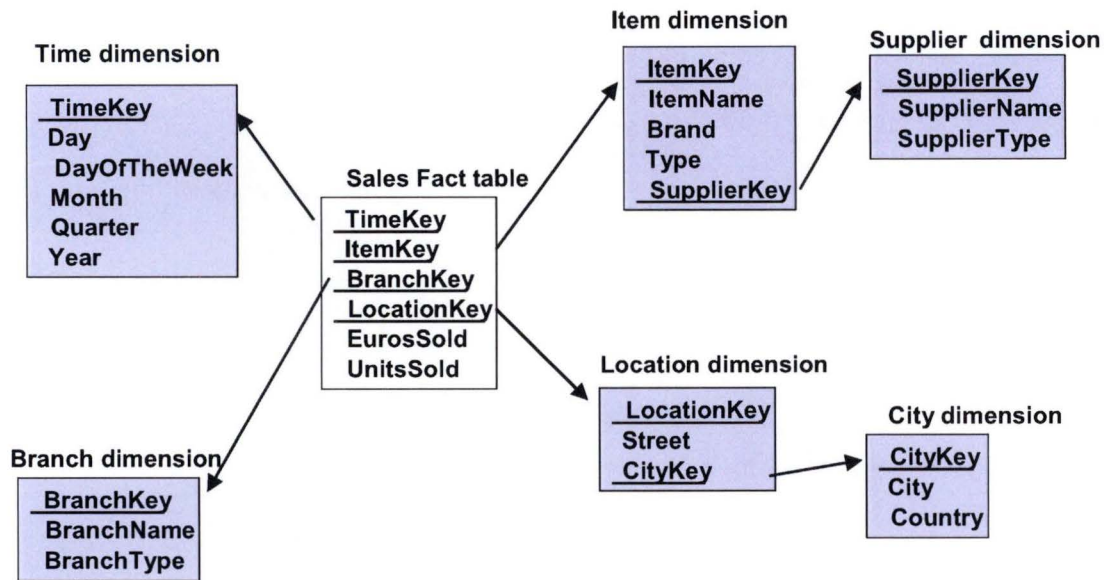 Time dimension
TimeKey
Day
DayOfTheWeek
Month
Quarter
Year
Sales Fact table
TimeKey
ItemKey
BranchKey
LocationKey
EurosSold
UnitsSold
Item dimension
ItemKey
ItemName
Brand
Type
SupplierKey
Supplier dimension
SupplierKey
SupplierName
SupplierType
Branch dimension
BranchKey
BranchName
BranchType
Location dimension
LocationKey
Street
CityKey
City dimension
CityKey
City
Country